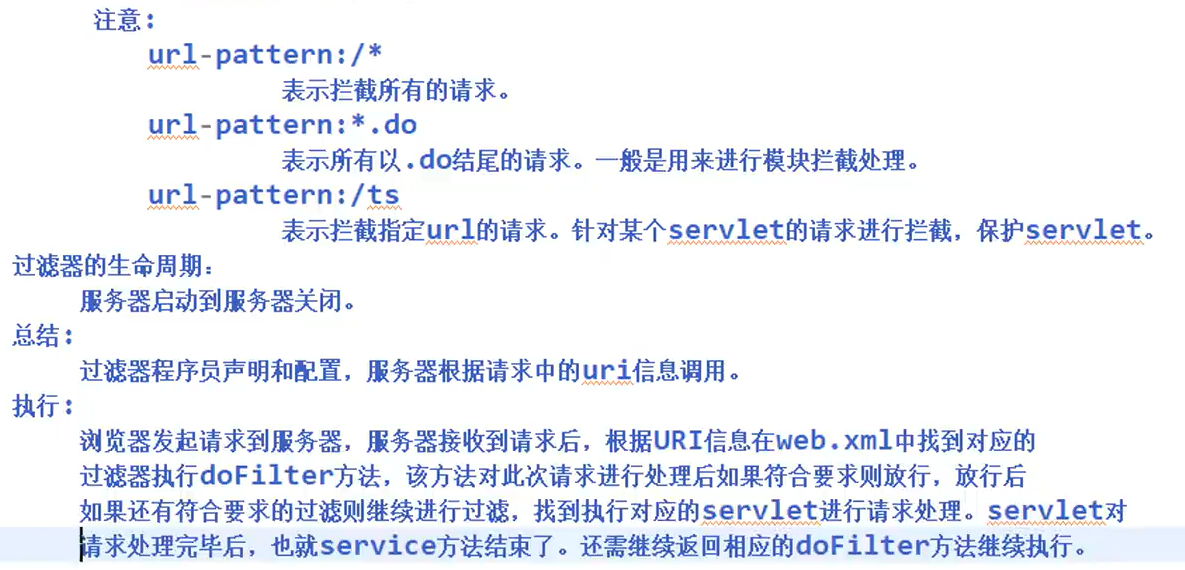 注意：
url-pattern:/*
表示拦截所有的请求。
url-pattern:*.do
表示所有以.do结尾的请求。一般是用来进行模块拦截处理。
url-pattern:/ts
表示拦截指定url的请求。针对某个servlet的请求进行拦截，保护servlet。
过滤器的生命周期：
服务器启动到服务器关闭。
总结：
过滤器程序员声明和配置，服务器根据请求中的uri信息调用。
执行：
浏览器发起请求到服务器，服务器接收到请求后，根据URI信息在web.xml中找到对应的
过滤器执行doFilter方法，该方法对此次请求进行处理后如果符合要求则放行，放行后
如果还有符合要求的过滤则继续进行过滤，找到执行对应的servlet进行请求处理。servlet对
请求处理完毕后，也就service方法结束了。还需继续返回相应的doFilter方法继续执行。